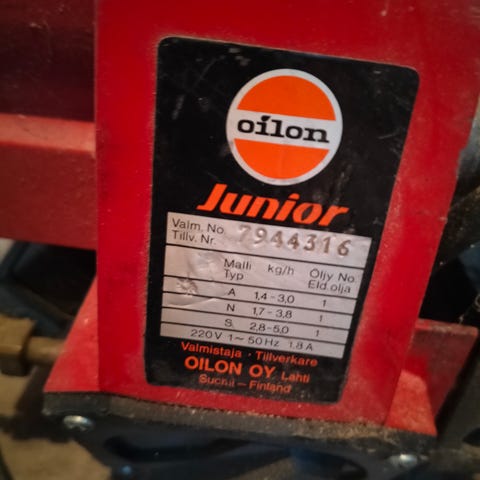 oilon
Junior
Valm. No. 7944316
Tillv. Nr.
Malli kg/h Öljy No.
Typ Eld.olja
A 1,4-3,0 1
N 1,7-3,8 1
S 2,8-5,0 1
220V 1~50Hz 1.8A
Valmistaja - Tillverkare
OILON OY Lahti
Suomi - Finland